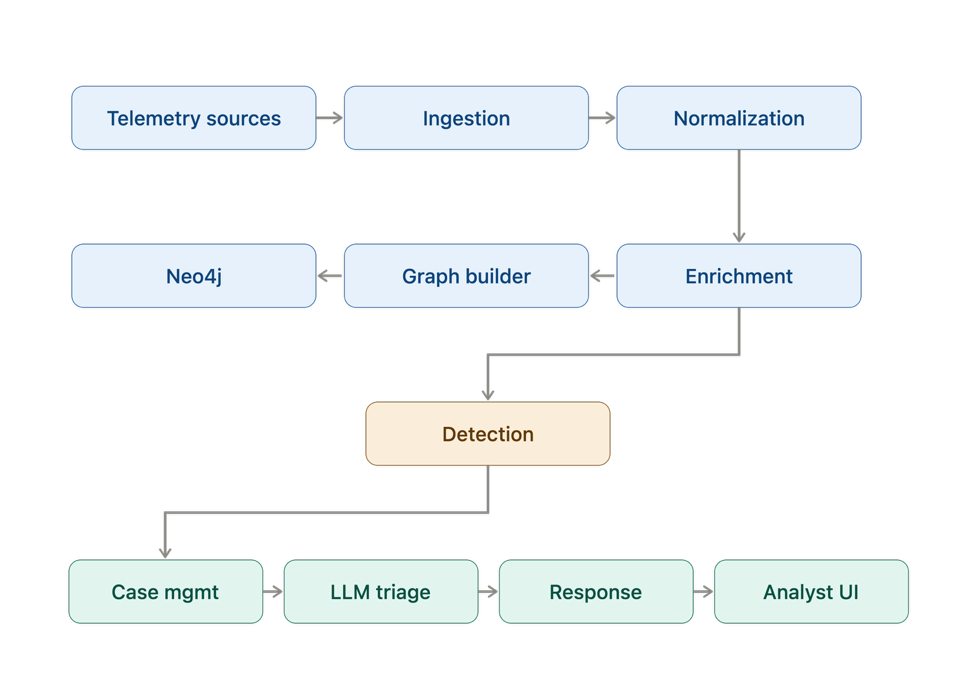 Telemetry sources
Ingestion
Normalization
Neo4j
Graph builder
Enrichment
Detection
Case mgmt
LLM triage
Response
Analyst UI